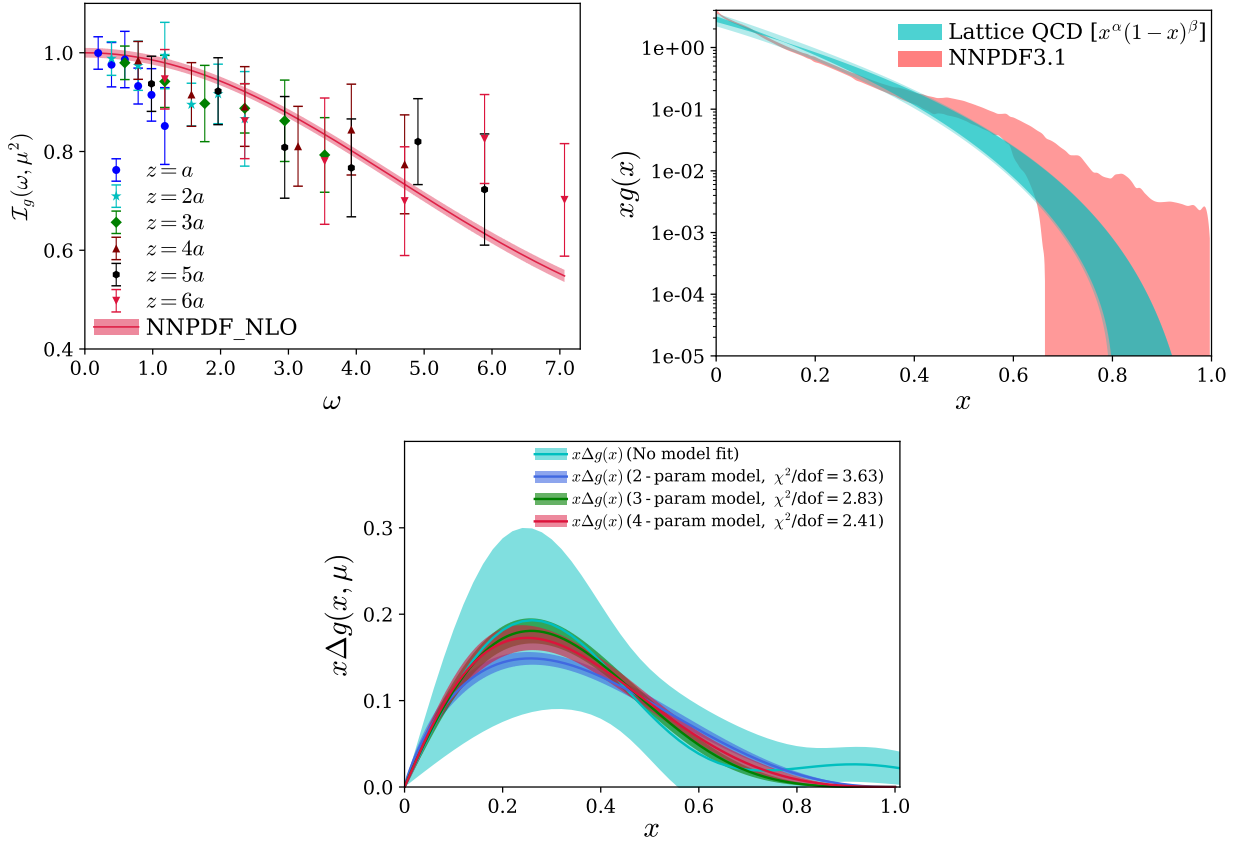 1.0
0.8
0.6
0.4
I_g(ω, μ²)
z = a
z = 2a
z = 3a
z = 4a
z = 5a
z = 6a
NNPDF_NLO
0.0 1.0 2.0 3.0 4.0 5.0 6.0 7.0
ω
1e+00
1e-01
1e-02
1e-03
1e-04
1e-05
xg(x)
Lattice QCD [x^α(1−x)^β]
NNPDF3.1
0 0.2 0.4 0.6 0.8 1.0
x
0.3
0.2
0.1
0.0
xΔg(x, μ)
xΔg(x) (No model fit)
xΔg(x) (2-param model, χ²/dof = 3.63)
xΔg(x) (3-param model, χ²/dof = 2.83)
xΔg(x) (4-param model, χ²/dof = 2.41)
0 0.2 0.4 0.6 0.8 1.0
x